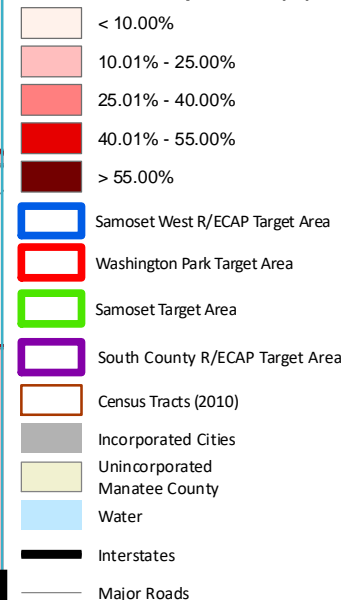 < 10.00%
10.01% - 25.00%
25.01% - 40.00%
40.01% - 55.00%
> 55.00%
Samoset West R/ECAP Target Area
Washington Park Target Area
Samoset Target Area
South County R/ECAP Target Area
Census Tracts (2010)
Incorporated Cities
Unincorporated
Manatee County
Water
Interstates
Major Roads